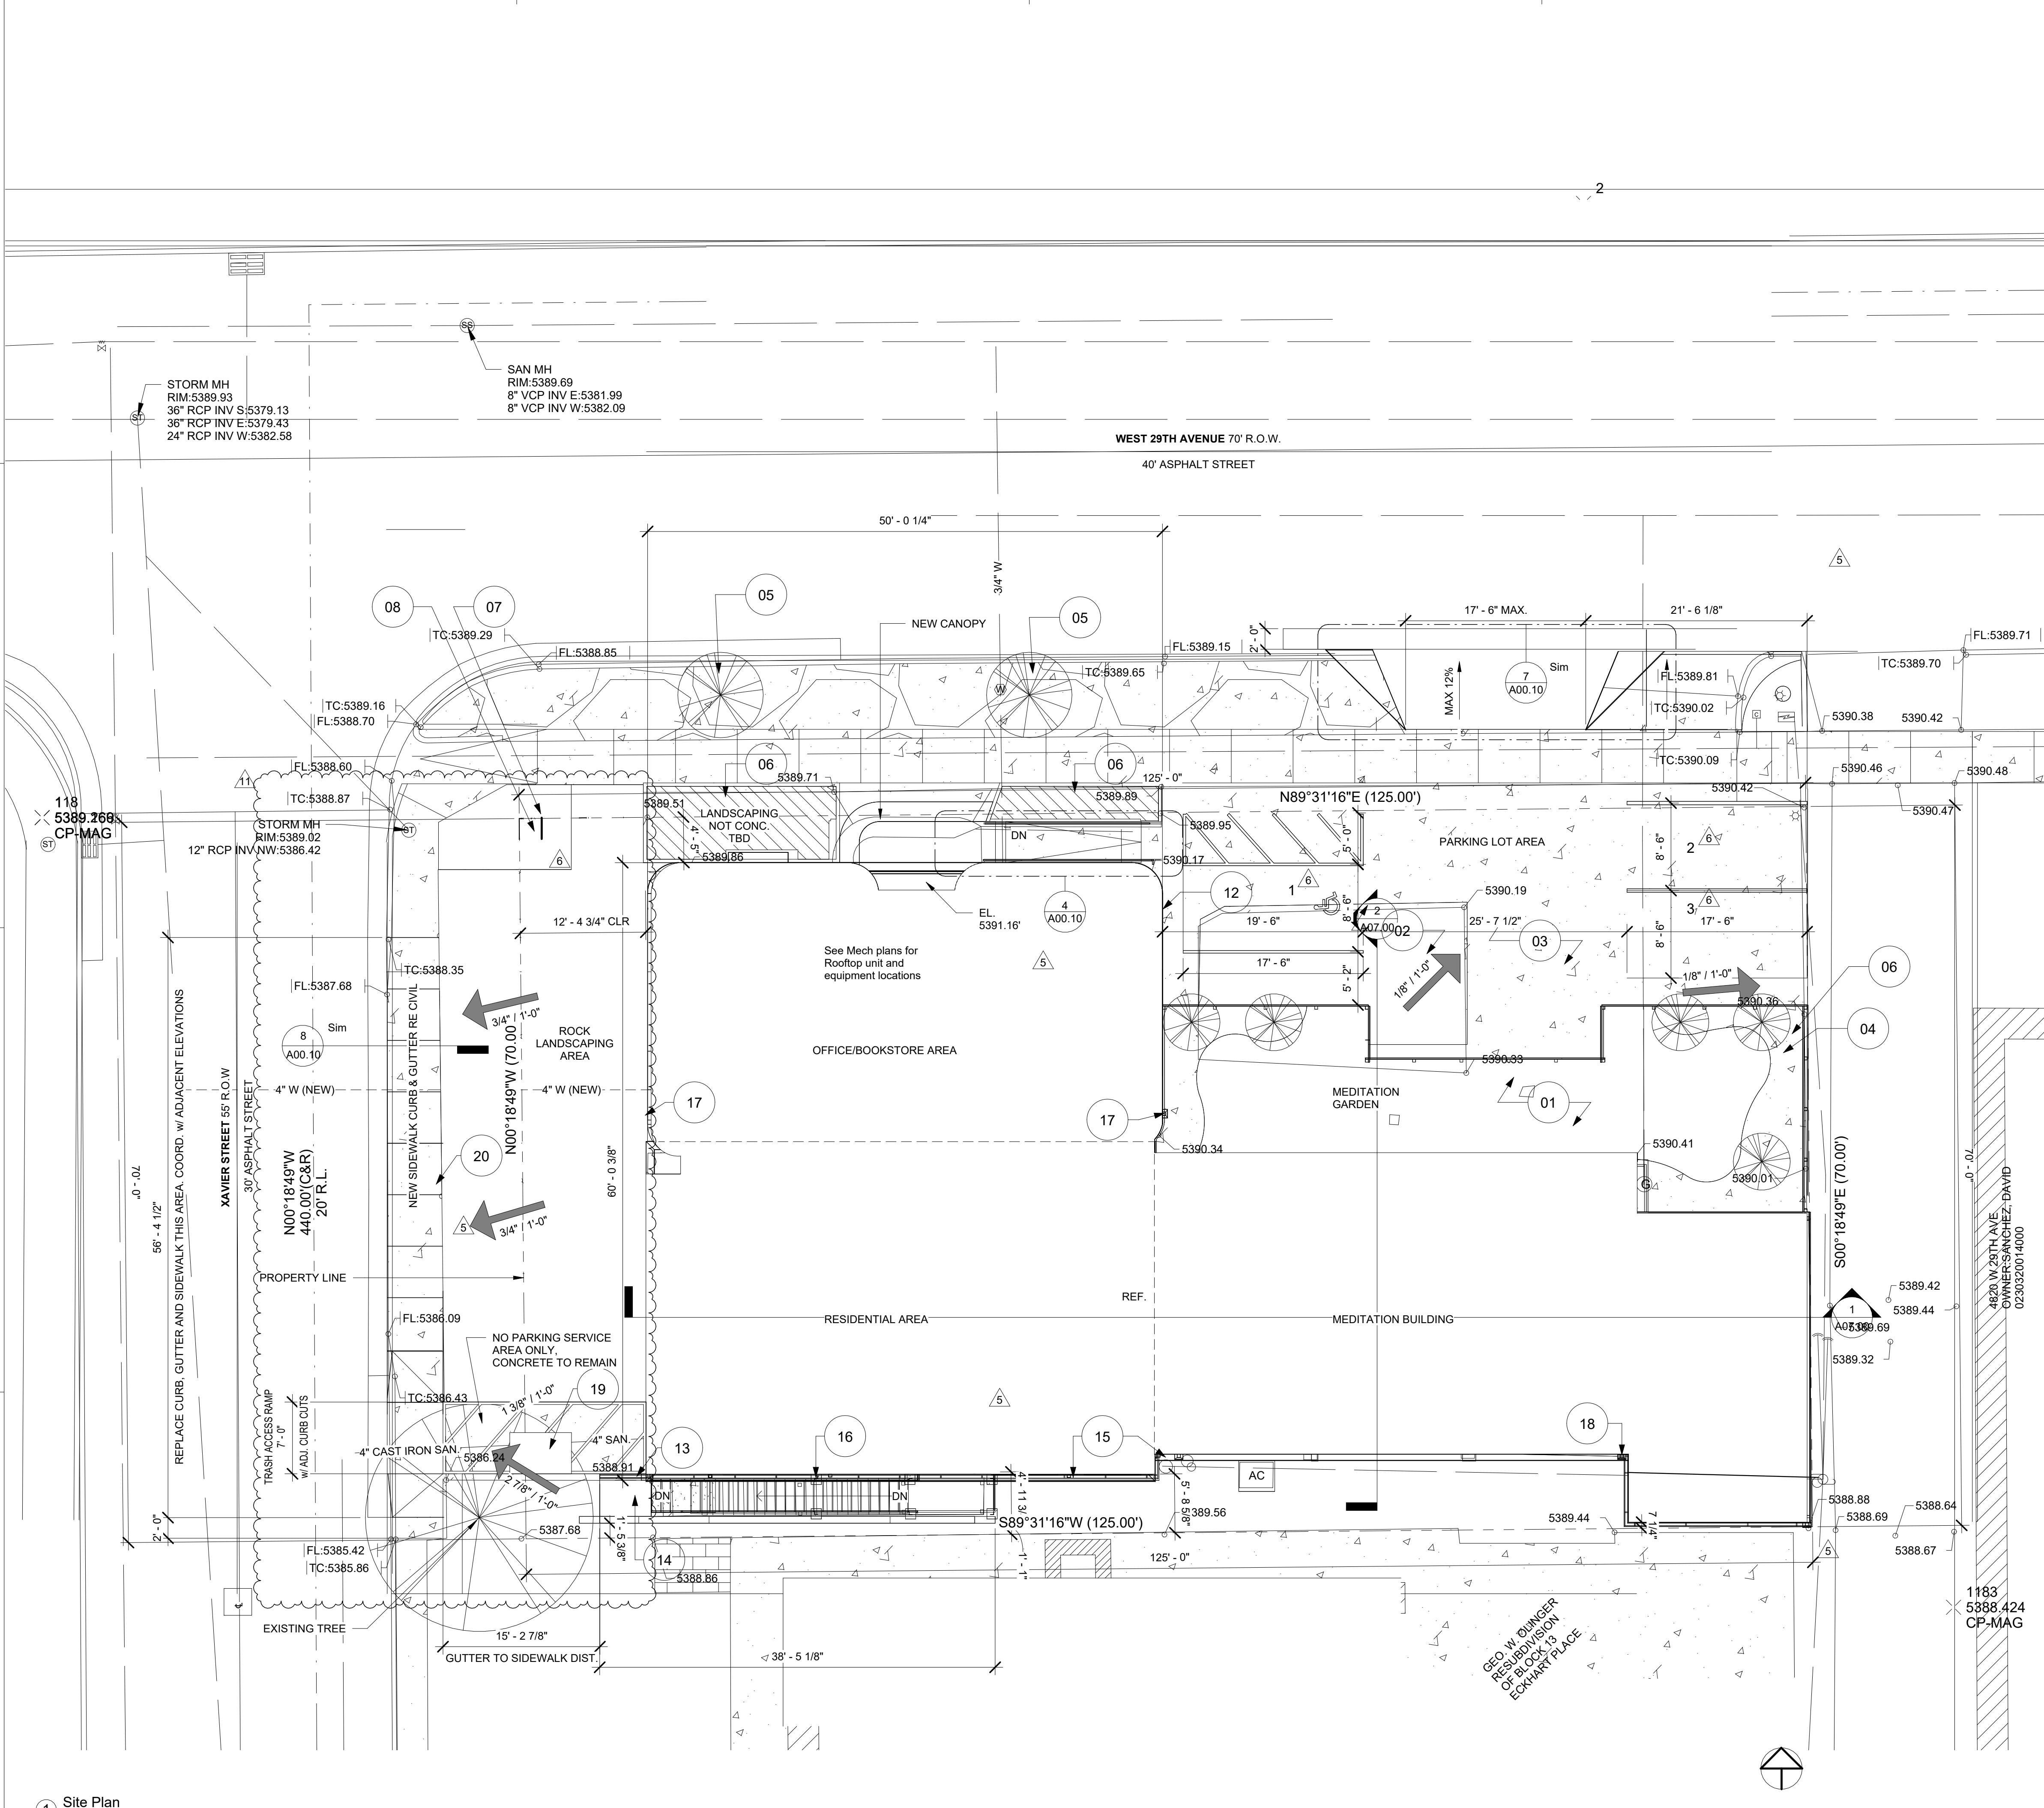 2
STORM MH
RIM:5389.93
36" RCP INV S:5379.13
36" RCP INV E:5379.43
24" RCP INV W:5382.58
ST
SS
SAN MH
RIM:5389.69
8" VCP INV E:5381.99
8" VCP INV W:5382.09
WEST 29TH AVENUE 70' R.O.W.
40' ASPHALT STREET
50' - 0 1/4"
3/4" W
5
08
07
05
05
NEW CANOPY
17' - 6" MAX.
21' - 6 1/8"
TC:5389.29
FL:5388.85
FL:5389.15
2' - 0"
TC:5389.65
W
MAX 12%
7
A00.10
Sim
FL:5389.81
TC:5390.02
FL:5389.71
TC:5389.70
C
TC:5389.16
FL:5388.70
5390.38
5390.42
FL:5388.60
TC:5388.87
11
06
06
5389.71
125' - 0"
TC:5390.09
5390.46
5390.48
5390.42
5390.47
118
CP-MAG
ST
STORM MH
RIM:5389.02
12" RCP INV NW:5386.42
ST
5389.51
LANDSCAPING
NOT CONC.
TBD
4' - 5"
5389.86
5389.89
N89°31'16"E (125.00')
DN
5389.95
5390.17
5' - 0"
PARKING LOT AREA
8' - 6"
2
6
6
1
6
8' - 6"
3
6
8' - 6"
17' - 6"
12
5390.19
2
A07.00
02
19' - 6"
25' - 7 1/2"
03
EL.
5391.16'
4
A00.10
12' - 4 3/4" CLR
See Mech plans for
Rooftop unit and
equipment locations
5
17' - 6"
5' - 2"
1/8" / 1'-0"
1/8" / 1'-0"
06
5390.36
04
TC:5388.35
FL:5387.68
8
A00.10
Sim
3/4" / 1'-0"
ROCK
LANDSCAPING
AREA
N00°18'49"W (70.00
OFFICE/BOOKSTORE AREA
5390.33
MEDITATION
GARDEN
01
4" W (NEW)
4" W (NEW)
17
17
5390.34
5390.41
5390.01
G
NEW SIDEWALK CURB & GUTTER RE CIVIL
20
REPLACE CURB, GUTTER AND SIDEWALK THIS AREA. COORD. w/ ADJACENT ELEVATIONS
XAVIER STREET 55' R.O.W
30' ASPHALT STREET
N00°18'49"W
440.00'(C&R)
20' R.L.
70' - 0"
56' - 4 1/2"
60' - 0 3/8"
5
3/4" / 1'-0"
PROPERTY LINE
FL:5386.09
S00°18'49"E (70.00')
70' - 0"
4820 W 29TH AVE
OWNER:SANCHEZ, DAVID
0230320014000
REF.
RESIDENTIAL AREA
MEDITATION BUILDING
5389.42
5389.44
1
5389.69
5389.32
NO PARKING SERVICE
AREA ONLY,
CONCRETE TO REMAIN
19
TC:5386.43
1 3/8" / 1'-0"
TRASH ACCESS RAMP
7' - 0"
w/ ADJ. CURB CUTS
4" CAST IRON SAN.
5386.24
4" SAN.
5388.91
2 7/8" / 1'-0"
13
16
5
15
18
DN
DN
AC
5' - 8 5/8"
5389.56
S89°31'16"W (125.00')
5389.44
7 1/4"
5388.88
5388.64
5388.69
5388.67
5
2' - 0"
5387.68
FL:5385.42
TC:5385.86
14
5388.86
1' - 1"
125' - 0"
EXISTING TREE
15' - 2 7/8"
GUTTER TO SIDEWALK DIST.
38' - 5 1/8"
GEO. W. OLINGER
RESUBDIVISION
OF BLOCK 13
ECKHART PLACE
1183
5388.424
CP-MAG
Site Plan